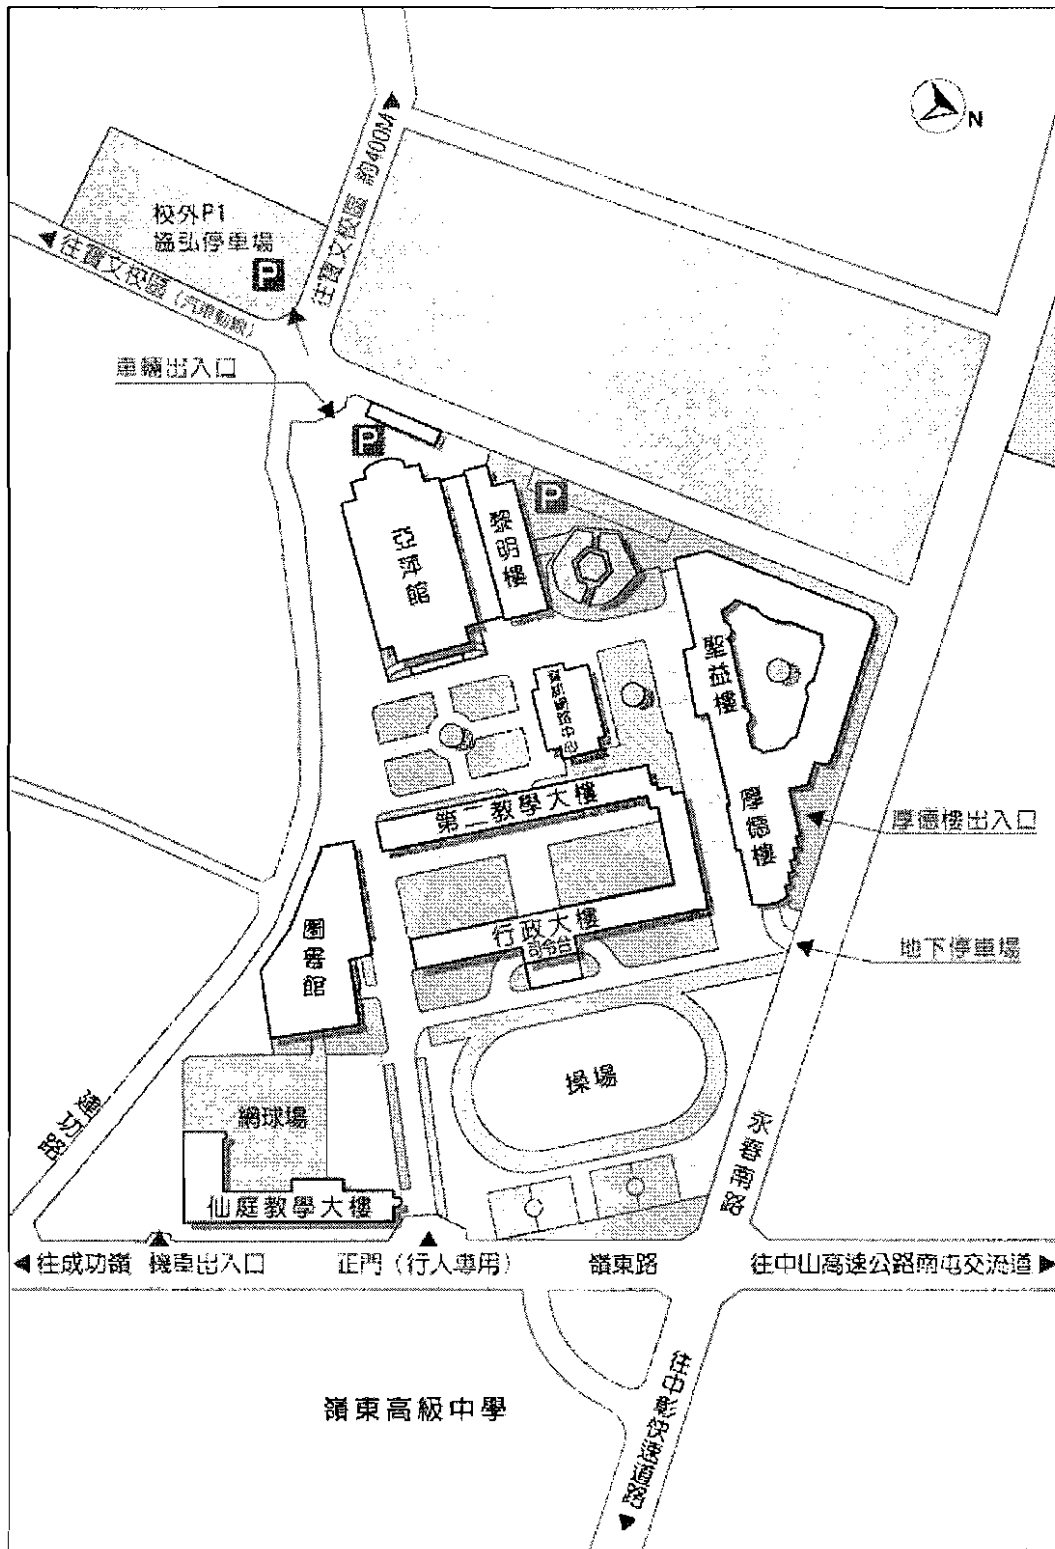 N
往寶文校區 約400M
校外P1
協弘停車場
P
往寶文校區（汽車動線）
車輛出入口
P
P
亞萍館
黎明樓
聖益樓
厚德樓
第二教學大樓
厚德樓出入口
行政大樓
司令台
圖書館
地下停車場
操場
網球場
建功路
永春南路
仙庭教學大樓
往成功嶺
機車出入口
正門（行人專用）
嶺東路
往中山高速公路南屯交流道
嶺東高級中學
往中彰快速道路